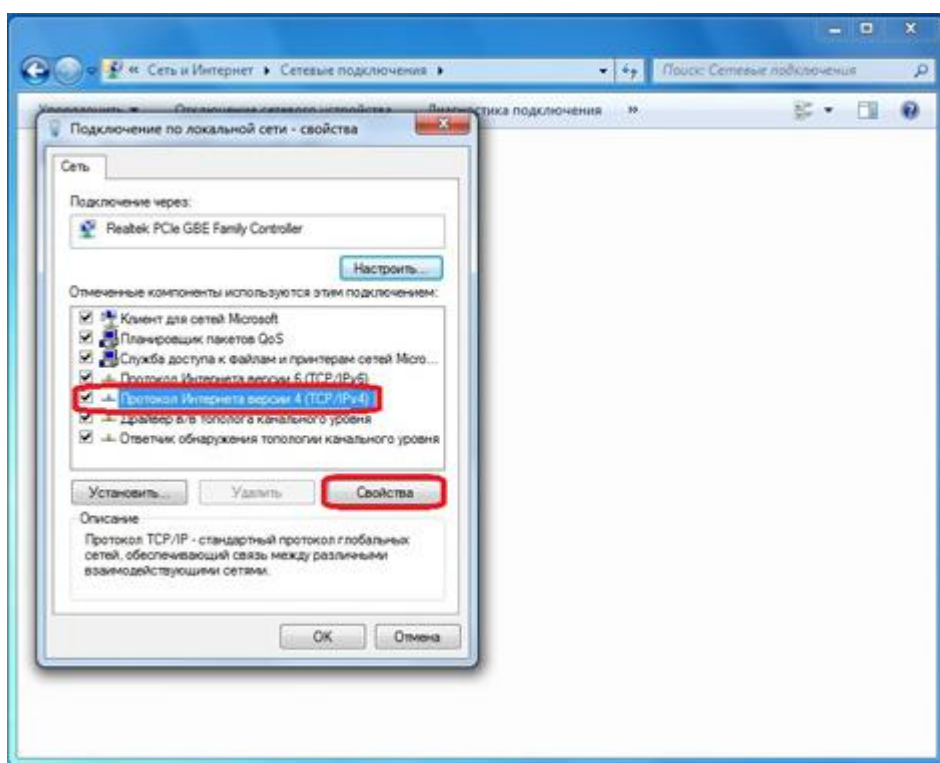 « Сеть и Интернет ▸ Сетевые подключения ▸
Поиск: Сетевые подключения
Упорядочить Отключение сетевого устройства Диагностика подключения »
Подключение по локальной сети - свойства
Сеть
Подключение через:
Realtek PCIe GBE Family Controller
Настроить...
Отмеченные компоненты используются этим подключением:
Клиент для сетей Microsoft
Планировщик пакетов QoS
Служба доступа к файлам и принтерам сетей Micro...
Протокол Интернета версии 6 (TCP/IPv6)
Протокол Интернета версии 4 (TCP/IPv4)
Драйвер в/в тополога канального уровня
Ответчик обнаружения топологии канального уровня
Установить...
Удалить
Свойства
Описание
Протокол TCP/IP - стандартный протокол глобальных
сетей, обеспечивающий связь между различными
взаимодействующими сетями.
OK
Отмена